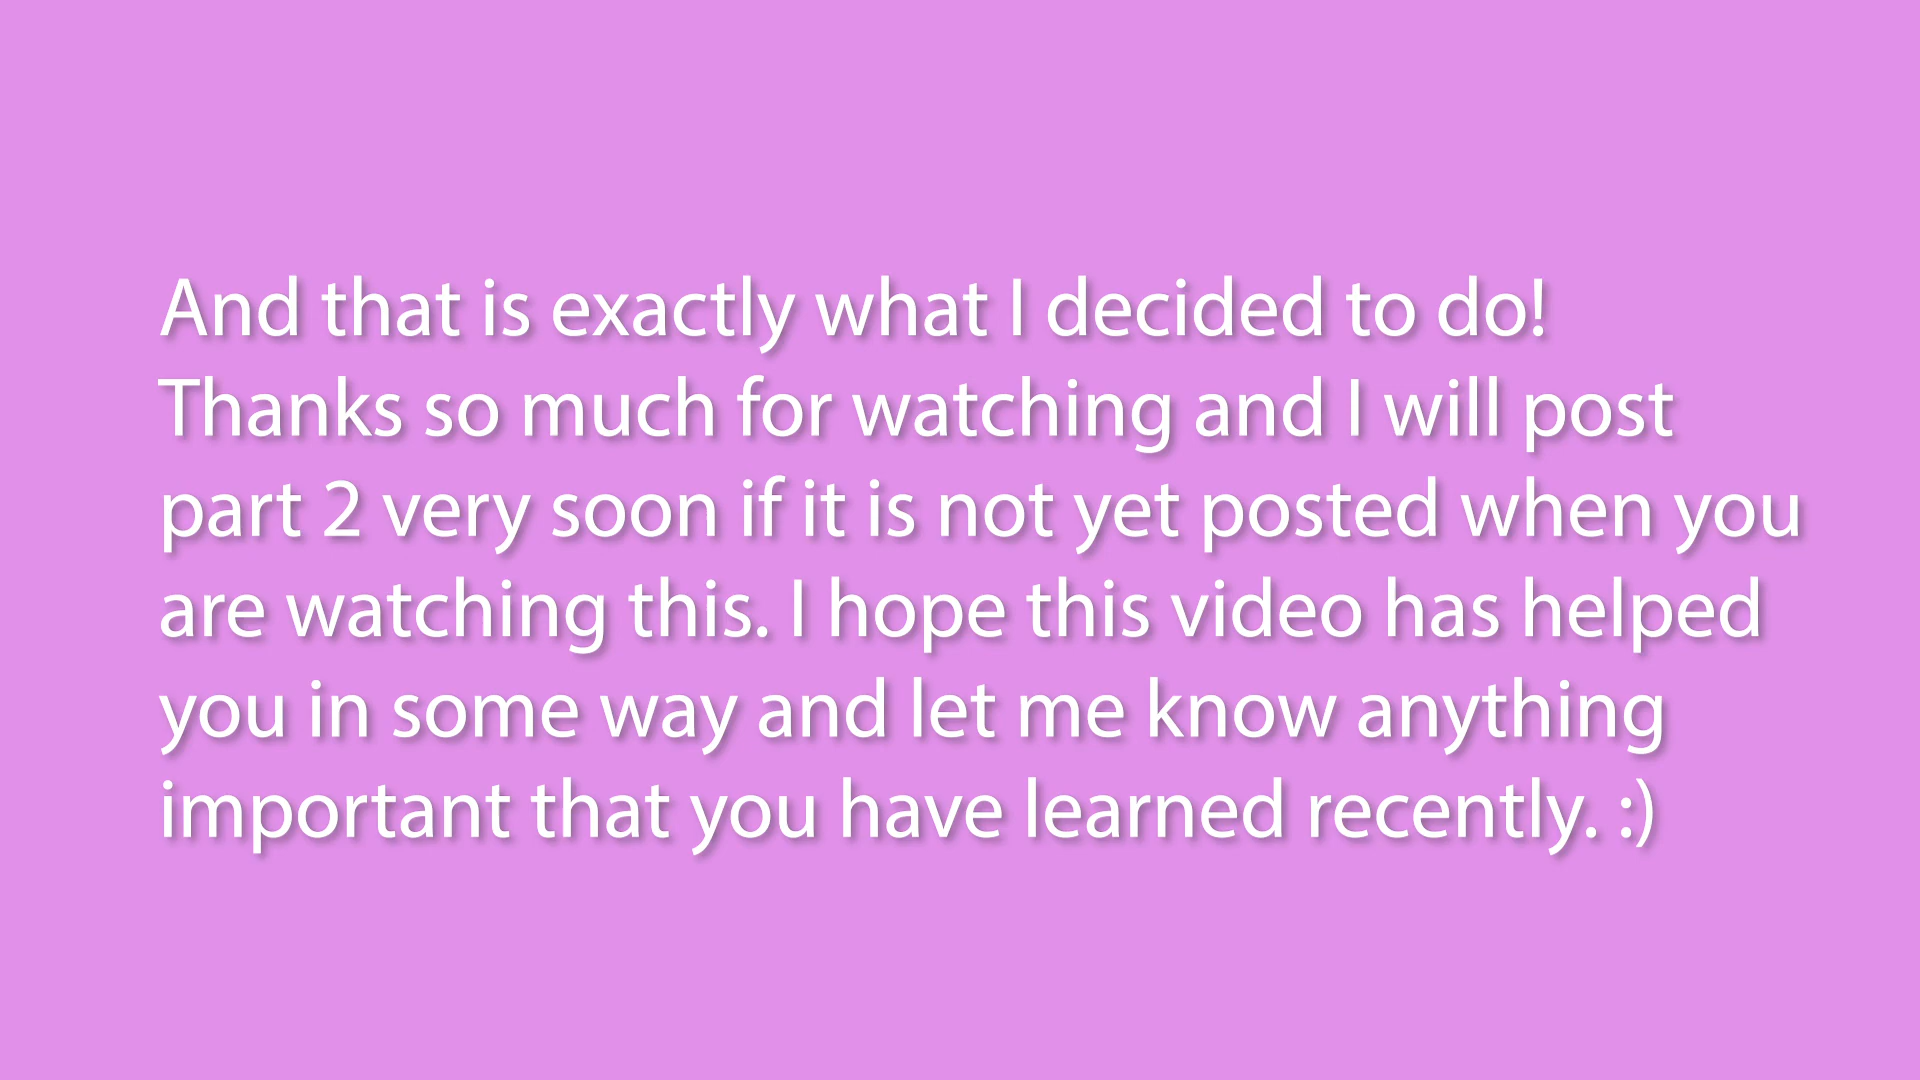 And that is exactly what I decided to do!
Thanks so much for watching and I will post
part 2 very soon if it is not yet posted when you
are watching this. I hope this video has helped
you in some way and let me know anything
important that you have learned recently. :)